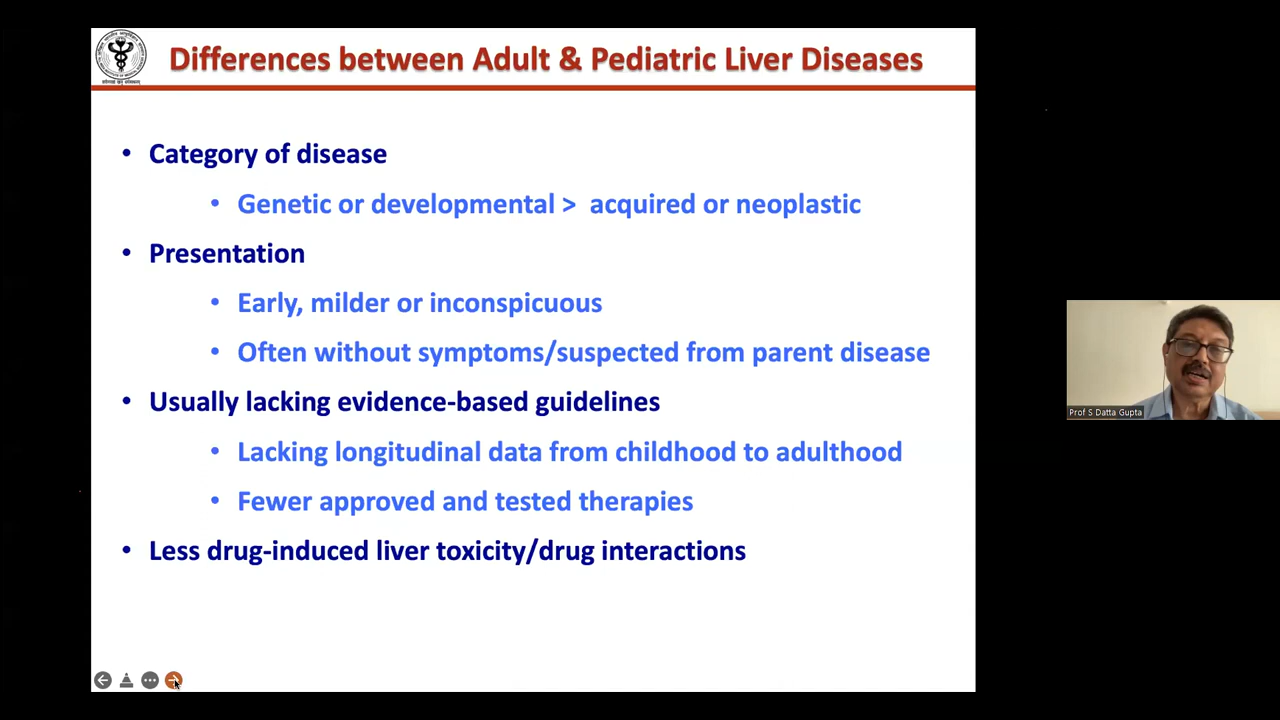 Differences between Adult & Pediatric Liver Diseases
• Category of disease
• Genetic or developmental > acquired or neoplastic
• Presentation
• Early, milder or inconspicuous
• Often without symptoms/suspected from parent disease
• Usually lacking evidence-based guidelines
• Lacking longitudinal data from childhood to adulthood
• Fewer approved and tested therapies
• Less drug-induced liver toxicity/drug interactions
Prof S Datta Gupta